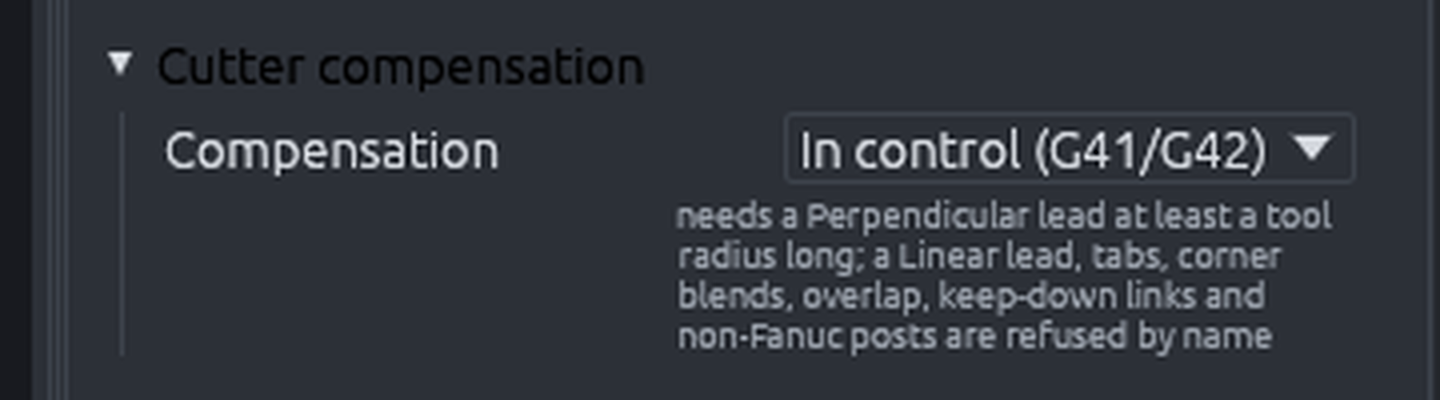 Cutter compensation
Compensation
In control (G41/G42)
needs a Perpendicular lead at least a tool
radius long; a Linear lead, tabs, corner
blends, overlap, keep-down links and
non-Fanuc posts are refused by name